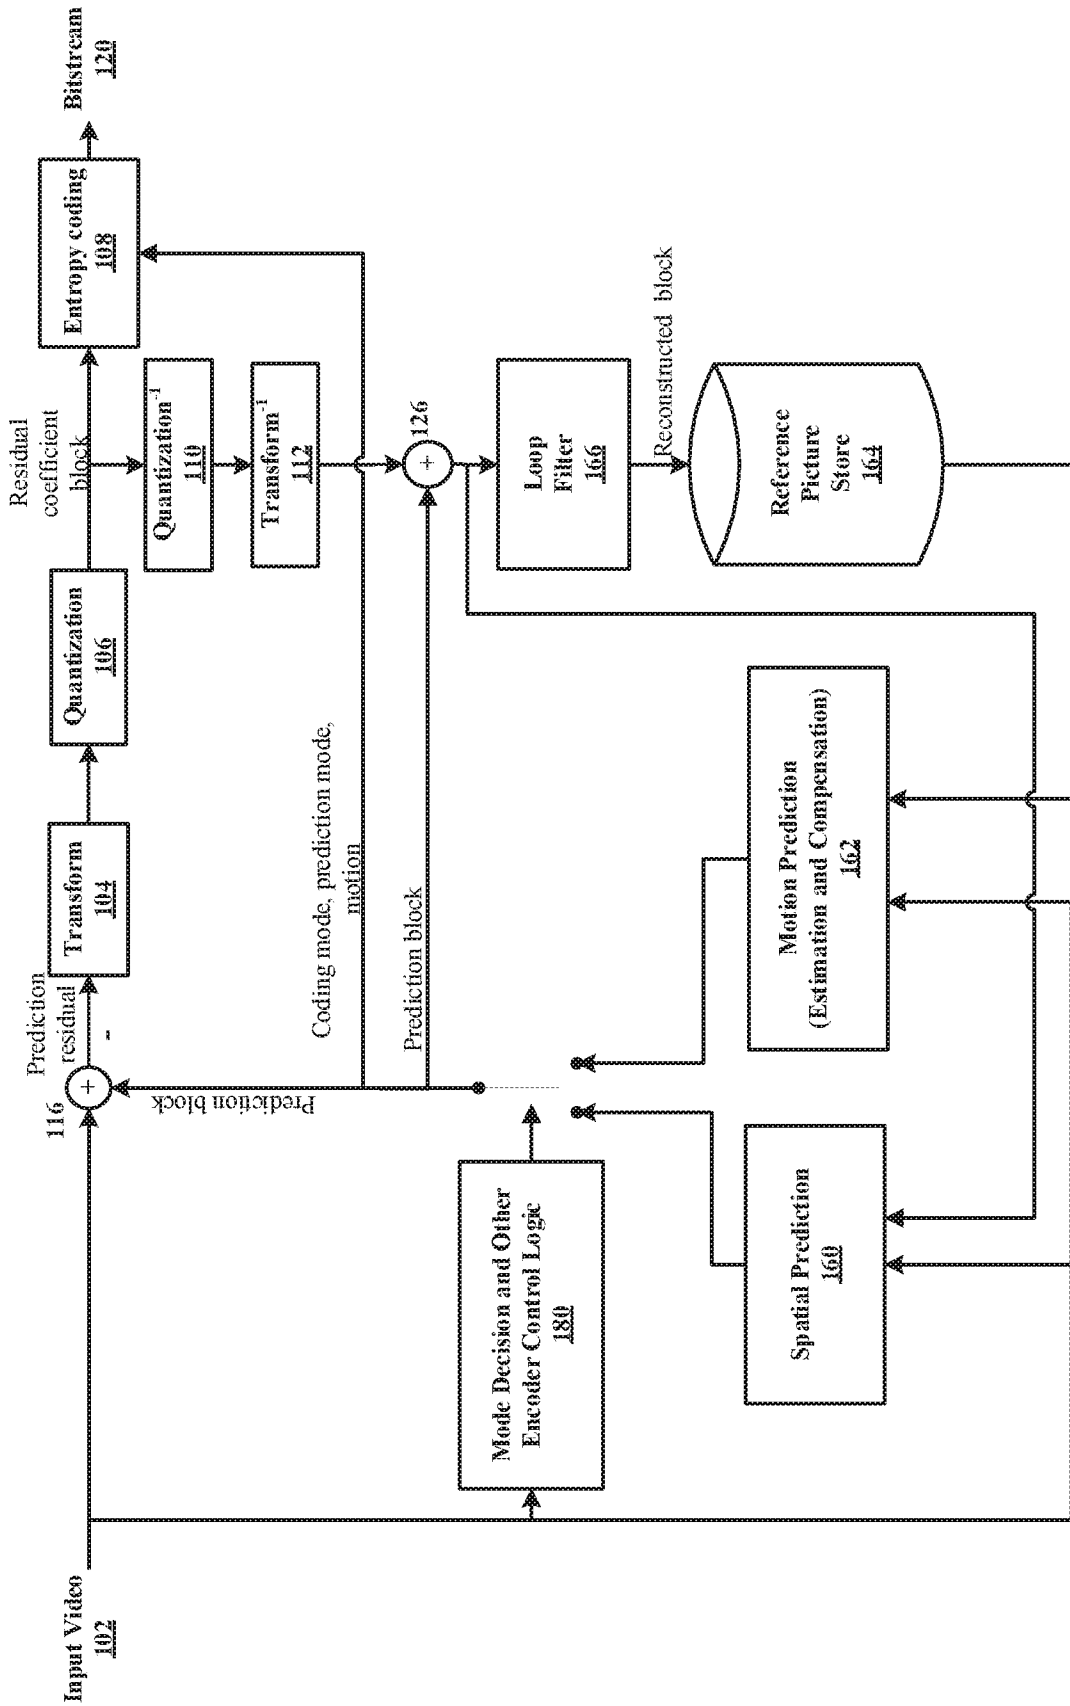 Input Video
102
116
+
Prediction
residual
-
Transform
104
Quantization
106
Residual
coefficient
block
Entropy coding
108
Bitstream
120
Prediction block
Coding mode, prediction mode,
motion
Prediction block
Quantization-1
110
Transform-1
112
126
+
Mode Decision and Other
Encoder Control Logic
180
Loop
Filter
166
Reconstructed block
Spatial Prediction
160
Motion Prediction
(Estimation and Compensation)
162
Reference
Picture
Store
164